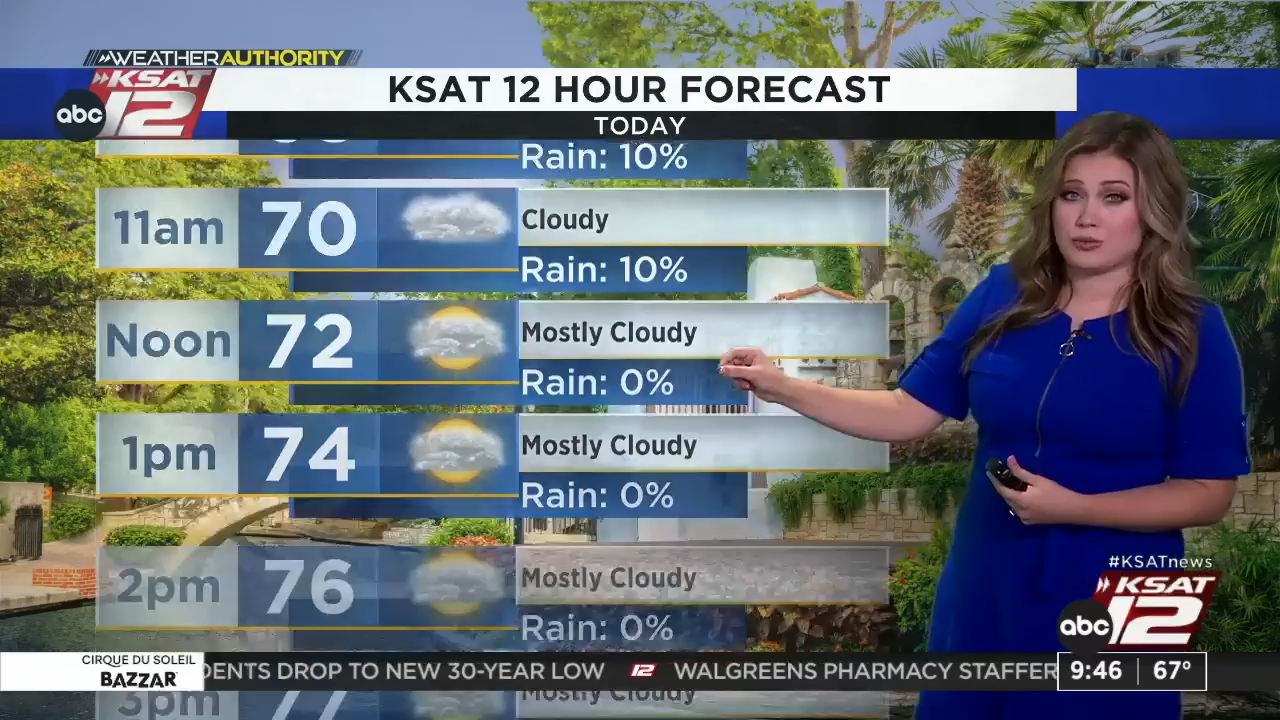 WEATHERAUTHORITY
KSAT
abc 12
KSAT 12 HOUR FORECAST
TODAY
Rain: 10%
11am 70 Cloudy
Rain: 10%
Noon 72 Mostly Cloudy
Rain: 0%
1pm 74 Mostly Cloudy
Rain: 0%
2pm 76 Mostly Cloudy
Rain: 0%
#KSATnews
KSAT
abc 12
CIRQUE DU SOLEIL
BAZZAR
DENTS DROP TO NEW 30-YEAR LOW 12 WALGREENS PHARMACY STAFFER
9:46 67°
3pm 77 Mostly Cloudy